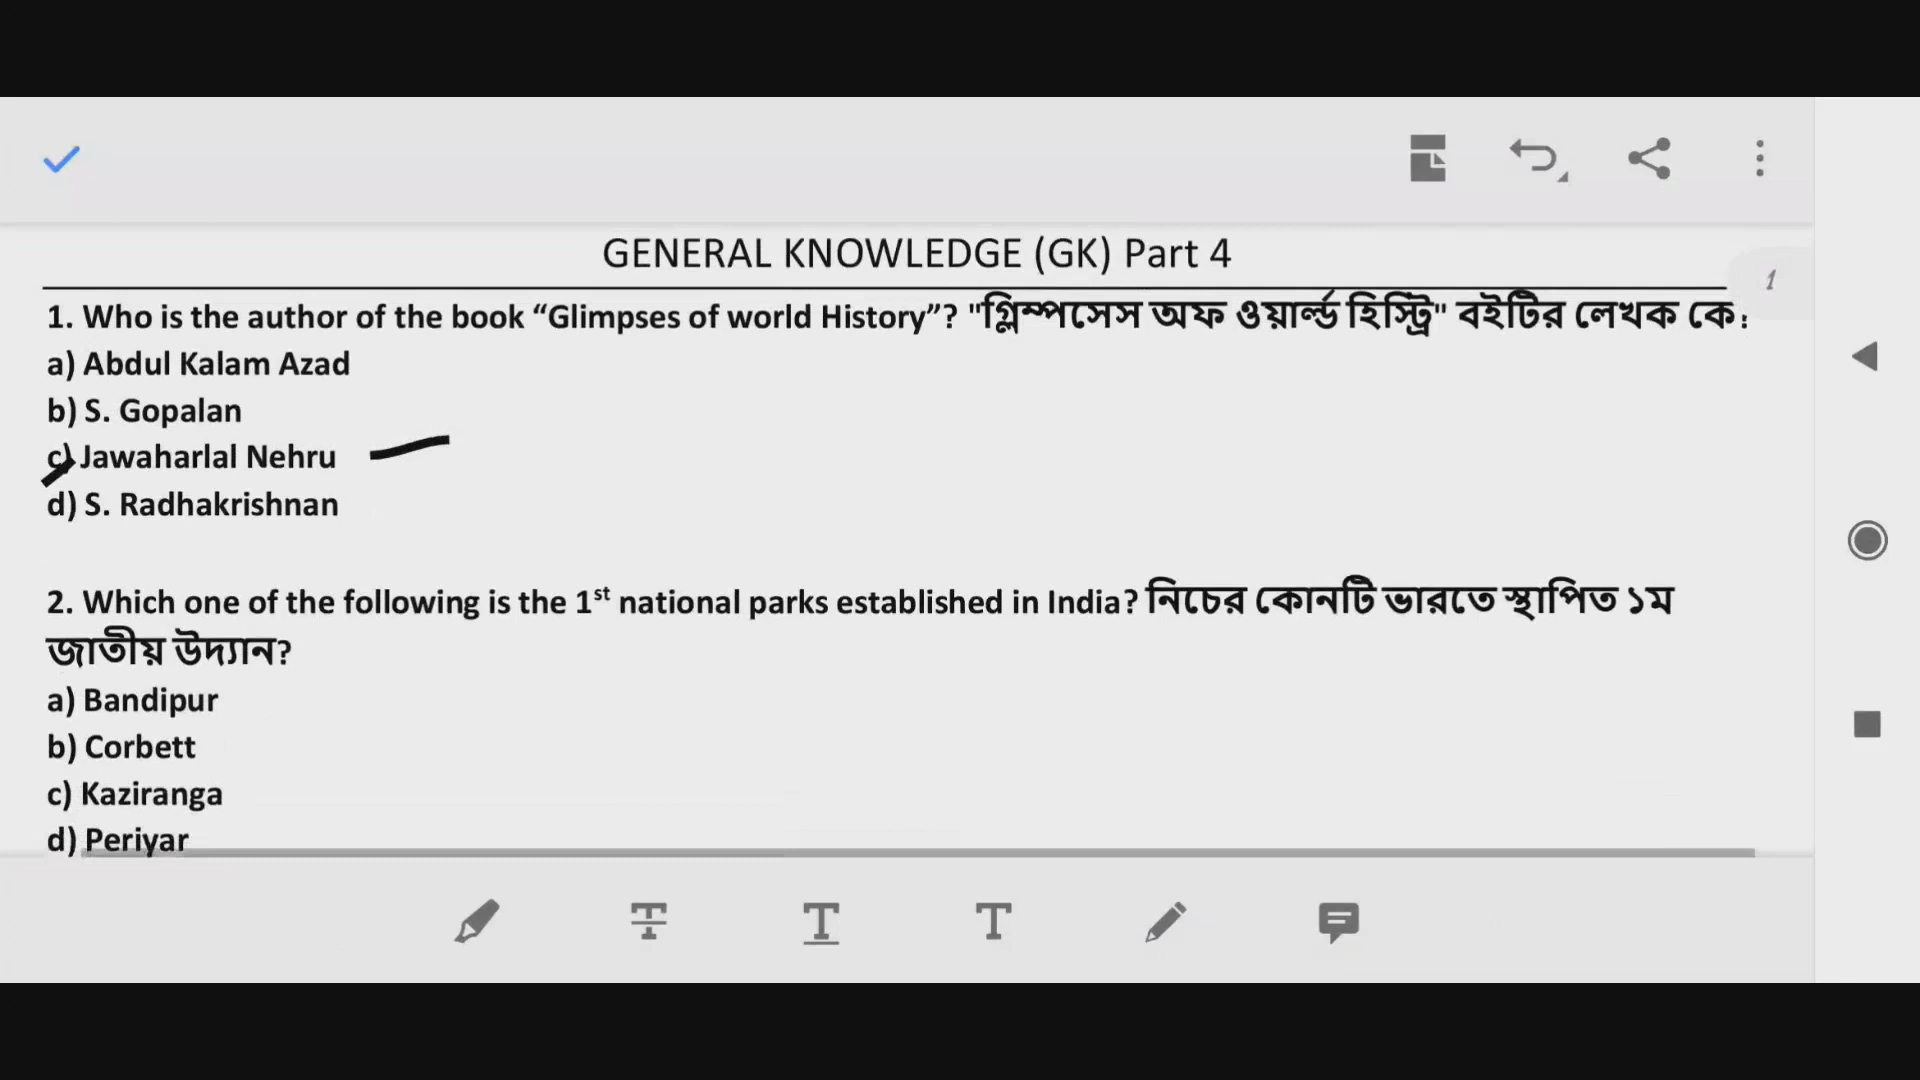 GENERAL KNOWLEDGE (GK) Part 4
1
1. Who is the author of the book “Glimpses of world History”? "গ্লিম্পসেস অফ ওয়ার্ল্ড হিস্ট্রি" বইটির লেখক কে?
a) Abdul Kalam Azad
b) S. Gopalan
c) Jawaharlal Nehru
d) S. Radhakrishnan
2. Which one of the following is the 1st national parks established in India? নিচের কোনটি ভারতে স্থাপিত ১ম
জাতীয় উদ্যান?
a) Bandipur
b) Corbett
c) Kaziranga
d) Periyar